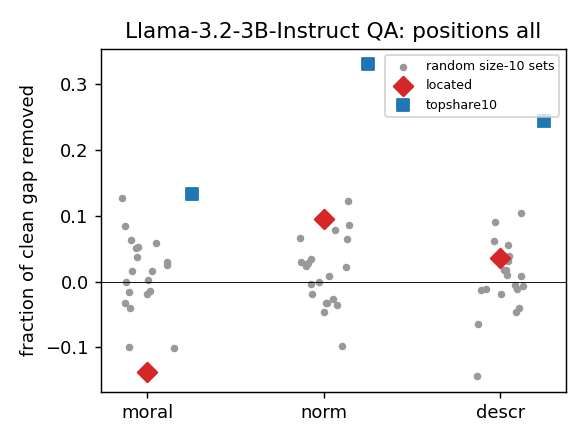 Llama-3.2-3B-Instruct QA: positions all
fraction of clean gap removed
0.3
0.2
0.1
0.0
−0.1
random size-10 sets
located
topshare10
moral
norm
descr